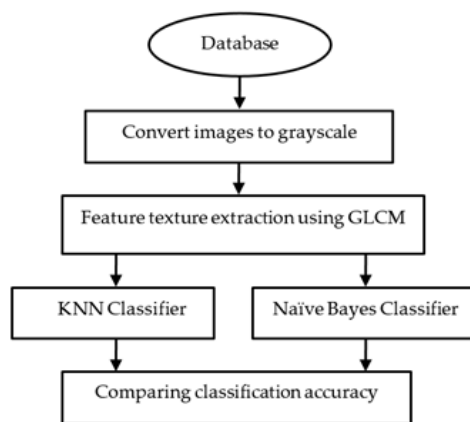 Database
Convert images to grayscale
Feature texture extraction using GLCM
KNN Classifier
Naïve Bayes Classifier
Comparing classification accuracy